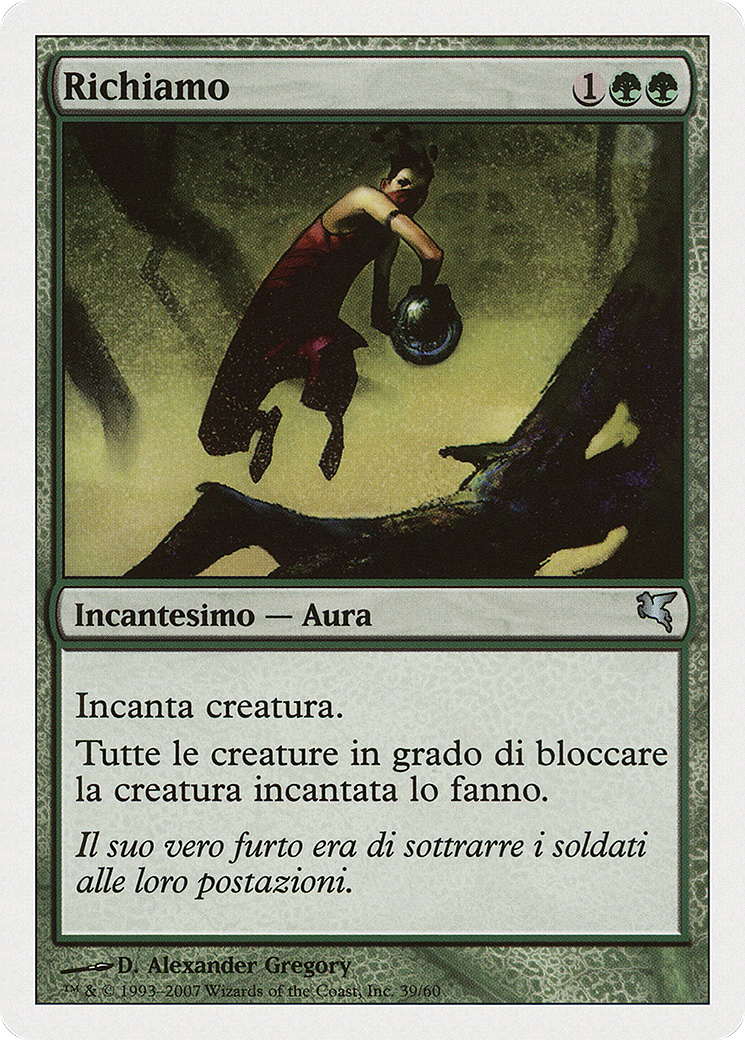 Richiamo
1
Incantesimo — Aura
Incanta creatura.
Tutte le creature in grado di bloccare
la creatura incantata lo fanno.
Il suo vero furto era di sottrarre i soldati
alle loro postazioni.
D. Alexander Gregory
™ & © 1993–2007 Wizards of the Coast, Inc. 39/60